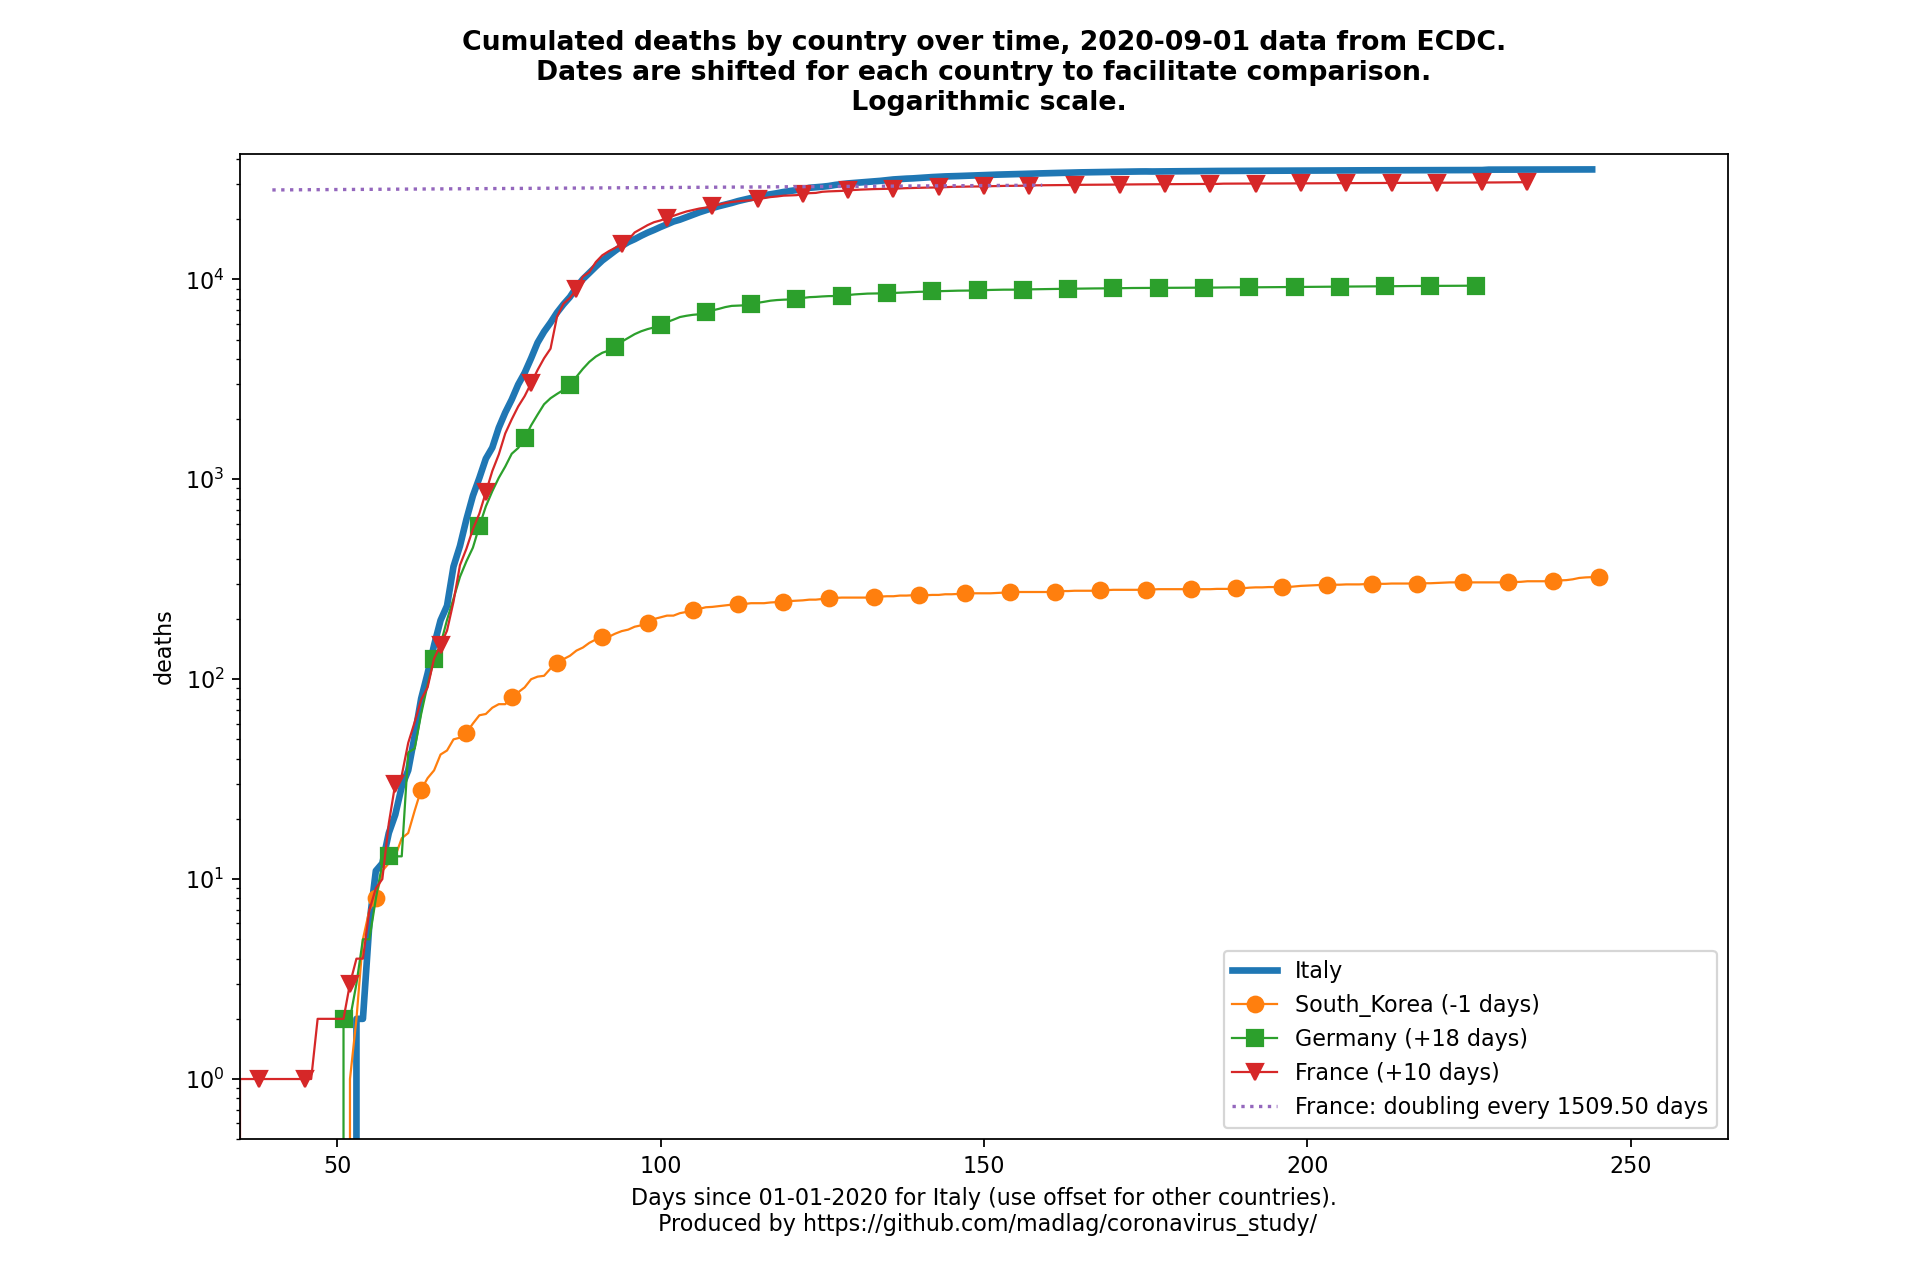 Cumulated deaths by country over time, 2020-09-01 data from ECDC.
Dates are shifted for each country to facilitate comparison.
Logarithmic scale.
deaths
10^4
10^3
10^2
10^1
10^0
50 100 150 200 250
Italy
South_Korea (-1 days)
Germany (+18 days)
France (+10 days)
France: doubling every 1509.50 days
Days since 01-01-2020 for Italy (use offset for other countries).
Produced by https://github.com/madlag/coronavirus_study/